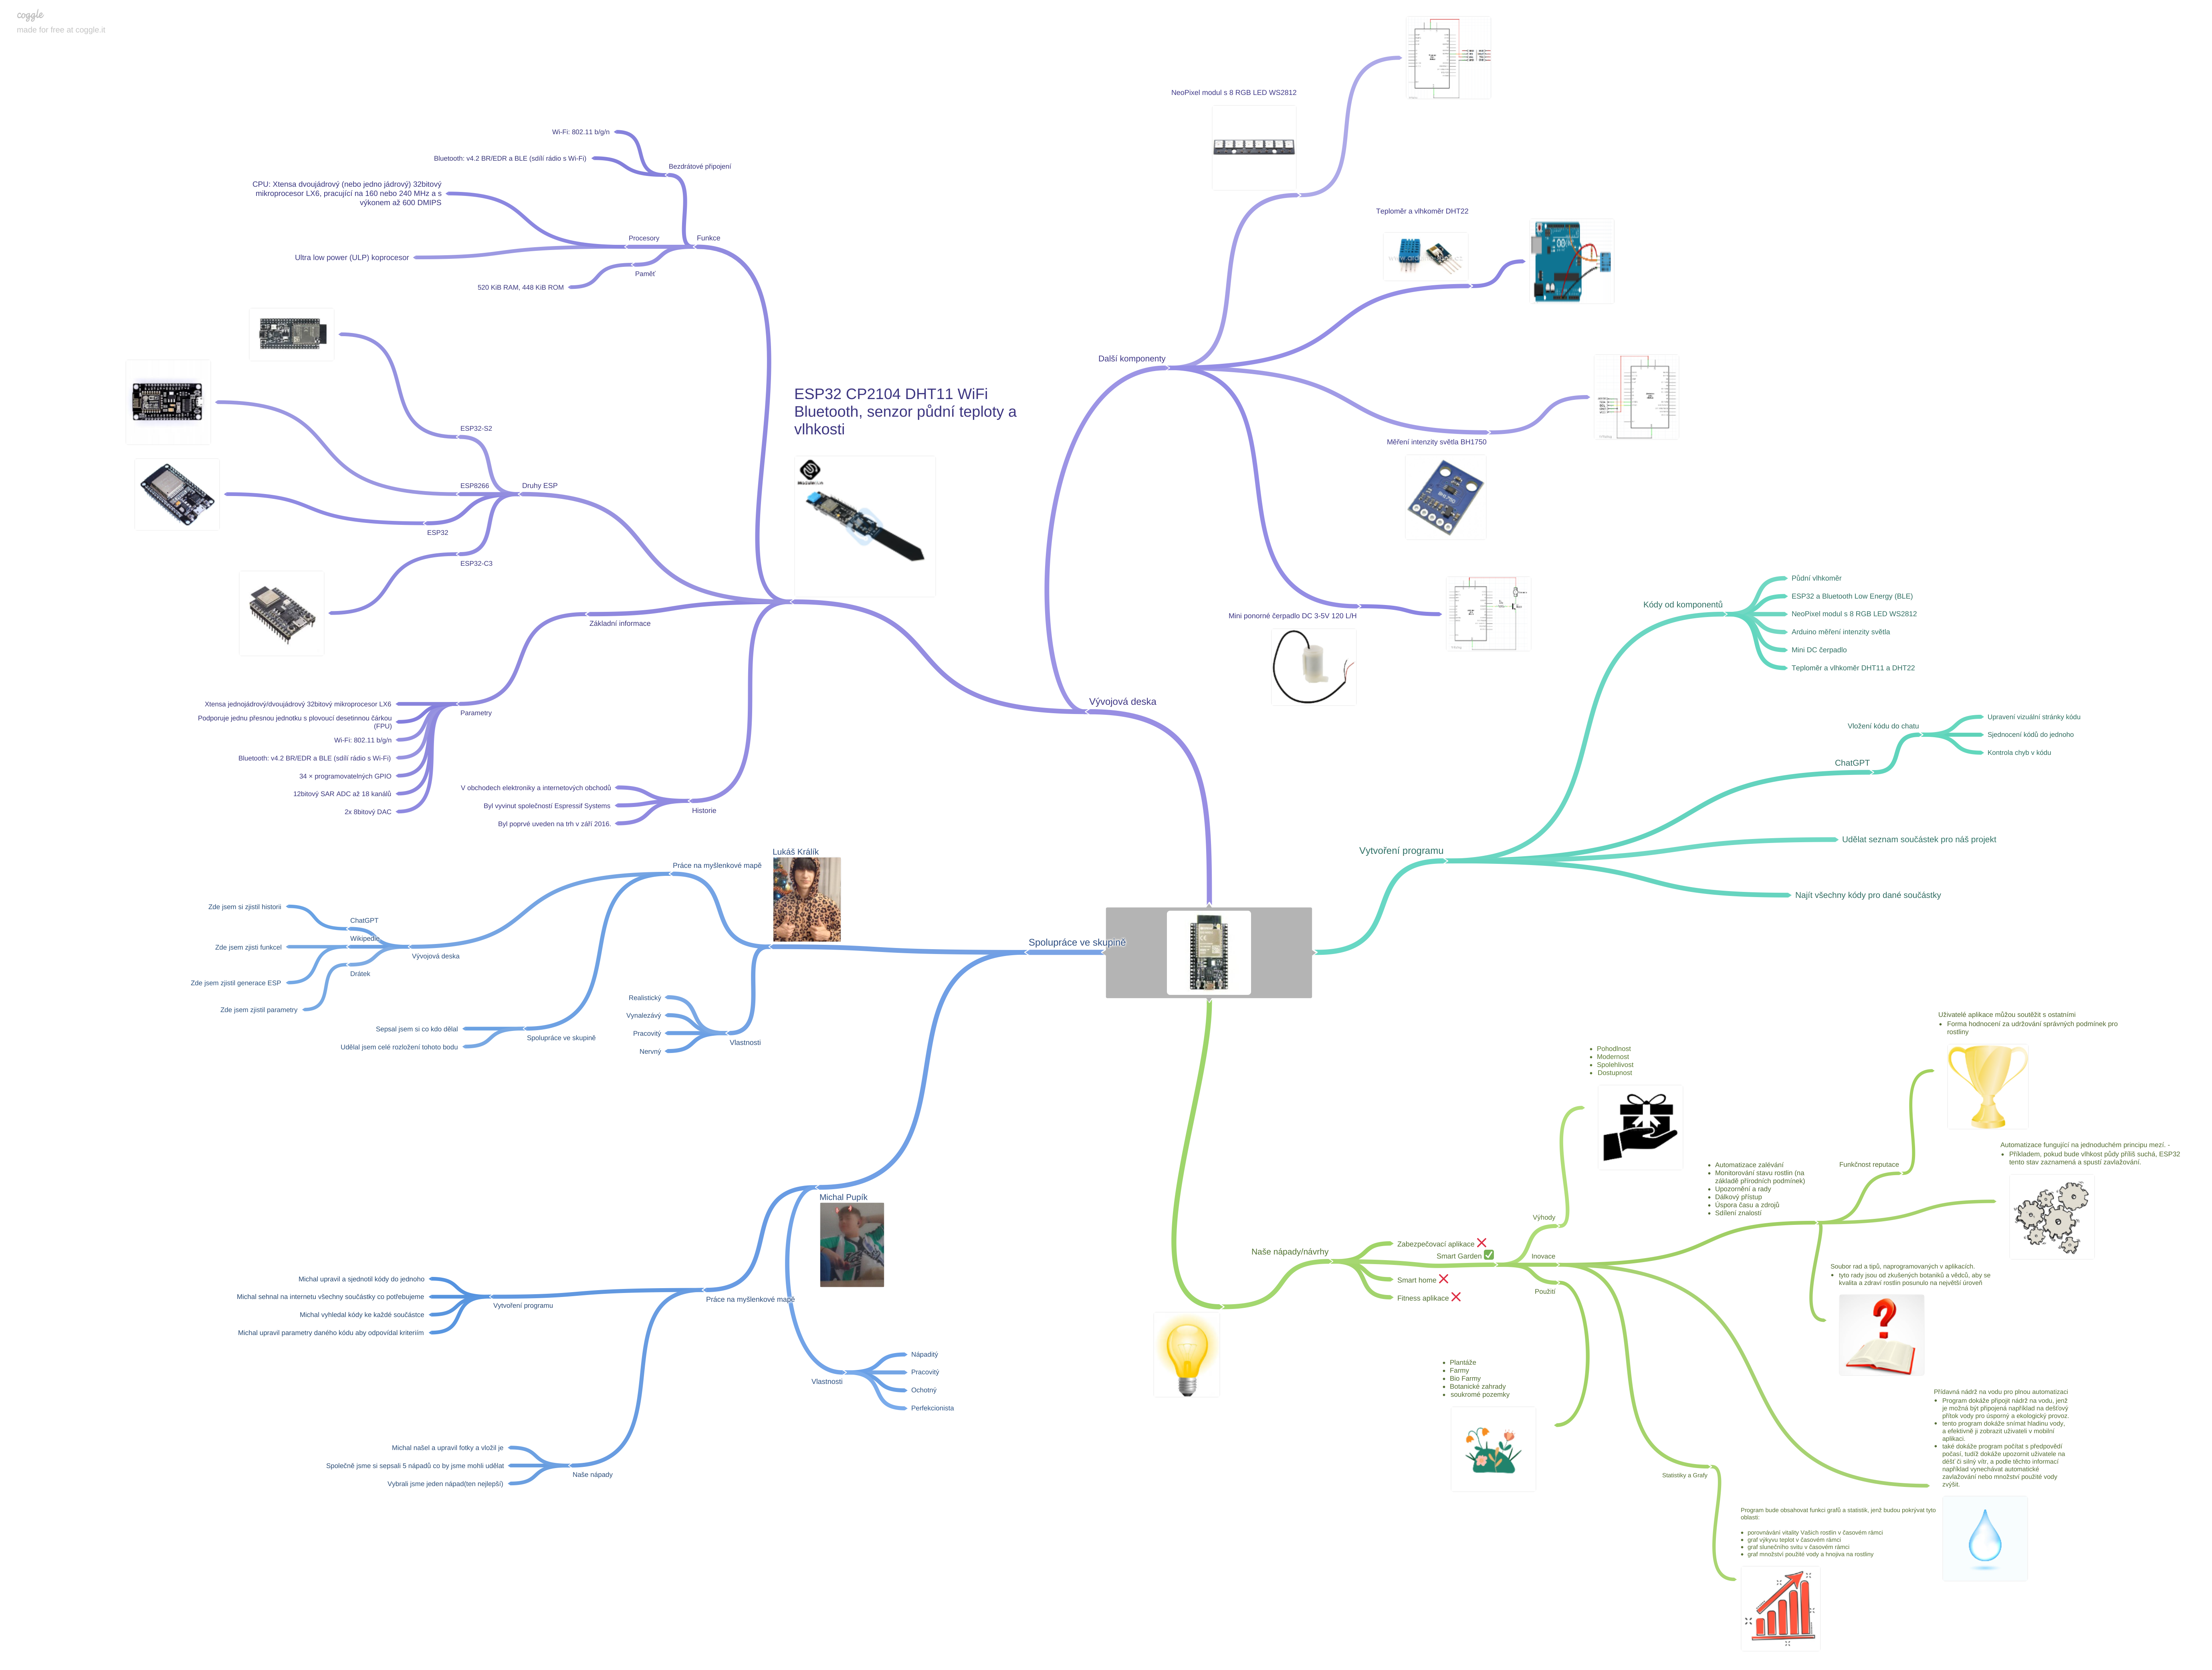 coggle
made for free at coggle.it
NeoPixel modul s 8 RGB LED WS2812
Wi-Fi: 802.11 b/g/n
Bluetooth: v4.2 BR/EDR a BLE (sdílí rádio s Wi-Fi)
Bezdrátové připojení
CPU: Xtensa dvoujádrový (nebo jedno jádrový) 32bitový
mikroprocesor LX6, pracující na 160 nebo 240 MHz a s
výkonem až 600 DMIPS
Procesory
Funkce
Ultra low power (ULP) koprocesor
Paměť
520 KiB RAM, 448 KiB ROM
Teploměr a vlhkoměr DHT22
Další komponenty
ESP32 CP2104 DHT11 WiFi
Bluetooth, senzor půdní teploty a
vlhkosti
ESP32-S2
ESP8266
Druhy ESP
ESP32
ESP32-C3
Měření intenzity světla BH1750
Základní informace
Mini ponorné čerpadlo DC 3-5V 120 L/H
Vývojová deska
Xtensa jednojádrový/dvoujádrový 32bitový mikroprocesor LX6
Parametry
Podporuje jednu přesnou jednotku s plovoucí desetinnou čárkou
(FPU)
Wi-Fi: 802.11 b/g/n
Bluetooth: v4.2 BR/EDR a BLE (sdílí rádio s Wi-Fi)
34 × programovatelných GPIO
12bitový SAR ADC až 18 kanálů
2x 8bitový DAC
V obchodech elektroniky a internetových obchodů
Byl vyvinut společností Espressif Systems
Historie
Byl poprvé uveden na trh v září 2016.
Kódy od komponentů
Půdní vlhkoměr
ESP32 a Bluetooth Low Energy (BLE)
NeoPixel modul s 8 RGB LED WS2812
Arduino měření intenzity světla
Mini DC čerpadlo
Teploměr a vlhkoměr DHT11 a DHT22
Vložení kódu do chatu
Upravení vizuální stránky kódu
Sjednocení kódů do jednoho
Kontrola chyb v kódu
ChatGPT
Udělat seznam součástek pro náš projekt
Vytvoření programu
Najít všechny kódy pro dané součástky
Lukáš Králík
Práce na myšlenkové mapě
Zde jsem si zjistil historii
ChatGPT
Wikipedie
Zde jsem zjisti funkcel
Vývojová deska
Drátek
Zde jsem zjistil generace ESP
Zde jsem zjistil parametry
Spolupráce ve skupině
Sepsal jsem si co kdo dělal
Spolupráce ve skupině
Udělal jsem celé rozložení tohoto bodu
Realistický
Vynalezávý
Pracovitý
Vlastnosti
Nervný
Michal Pupík
Michal upravil a sjednotil kódy do jednoho
Michal sehnal na internetu všechny součástky co potřebujeme
Vytvoření programu
Práce na myšlenkové mapě
Michal vyhledal kódy ke každé součástce
Michal upravil parametry daného kódu aby odpovídal kriteriím
Vlastnosti
Nápaditý
Pracovitý
Ochotný
Perfekcionista
Michal našel a upravil fotky a vložil je
Společně jsme si sepsali 5 nápadů co by jsme mohli udělat
Naše nápady
Vybrali jsme jeden nápad(ten nejlepší)
Naše nápady/návrhy
Zabezpečovací aplikace ❌
Smart Garden ✅
Smart home ❌
Fitness aplikace ❌
• Pohodlnost
• Modernost
• Spolehlivost
• Dostupnost
Výhody
Inovace
Použití
• Plantáže
• Farmy
• Bio Farmy
• Botanické zahrady
• soukromé pozemky
• Automatizace zalévání
• Monitorování stavu rostlin (na
základě přírodních podmínek)
• Upozornění a rady
• Dálkový přístup
• Úspora času a zdrojů
• Sdílení znalostí
Funkčnost reputace
Uživatelé aplikace můžou soutěžit s ostatními
• Forma hodnocení za udržování správných podmínek pro
rostliny
Automatizace fungující na jednoduchém principu mezí. -
• Příkladem, pokud bude vlhkost půdy příliš suchá, ESP32
tento stav zaznamená a spustí zavlažování.
Soubor rad a tipů, naprogramovaných v aplikacích.
• tyto rady jsou od zkušených botaniků a vědců, aby se
kvalita a zdraví rostlin posunulo na největší úroveň
Přídavná nádrž na vodu pro plnou automatizaci
• Program dokáže připojit nádrž na vodu, jenž
je možná být připojená například na dešťový
přítok vody pro úsporný a ekologický provoz.
• tento program dokáže snímat hladinu vody,
a efektivně ji zobrazit uživateli v mobilní
aplikaci.
• také dokáže program počítat s předpovědí
počasí, tudíž dokáže upozornit uživatele na
déšť či silný vítr, a podle těchto informací
například vynechávat automatické
zavlažování nebo množství použité vody
zvýšit.
Statistiky a Grafy
Program bude obsahovat funkci grafů a statistik, jenž budou pokrývat tyto
oblasti:
• porovnávání vitality Vašich rostlin v časovém rámci
• graf výkyvu teplot v časovém rámci
• graf slunečního svitu v časovém rámci
• graf množství použité vody a hnojiva na rostliny